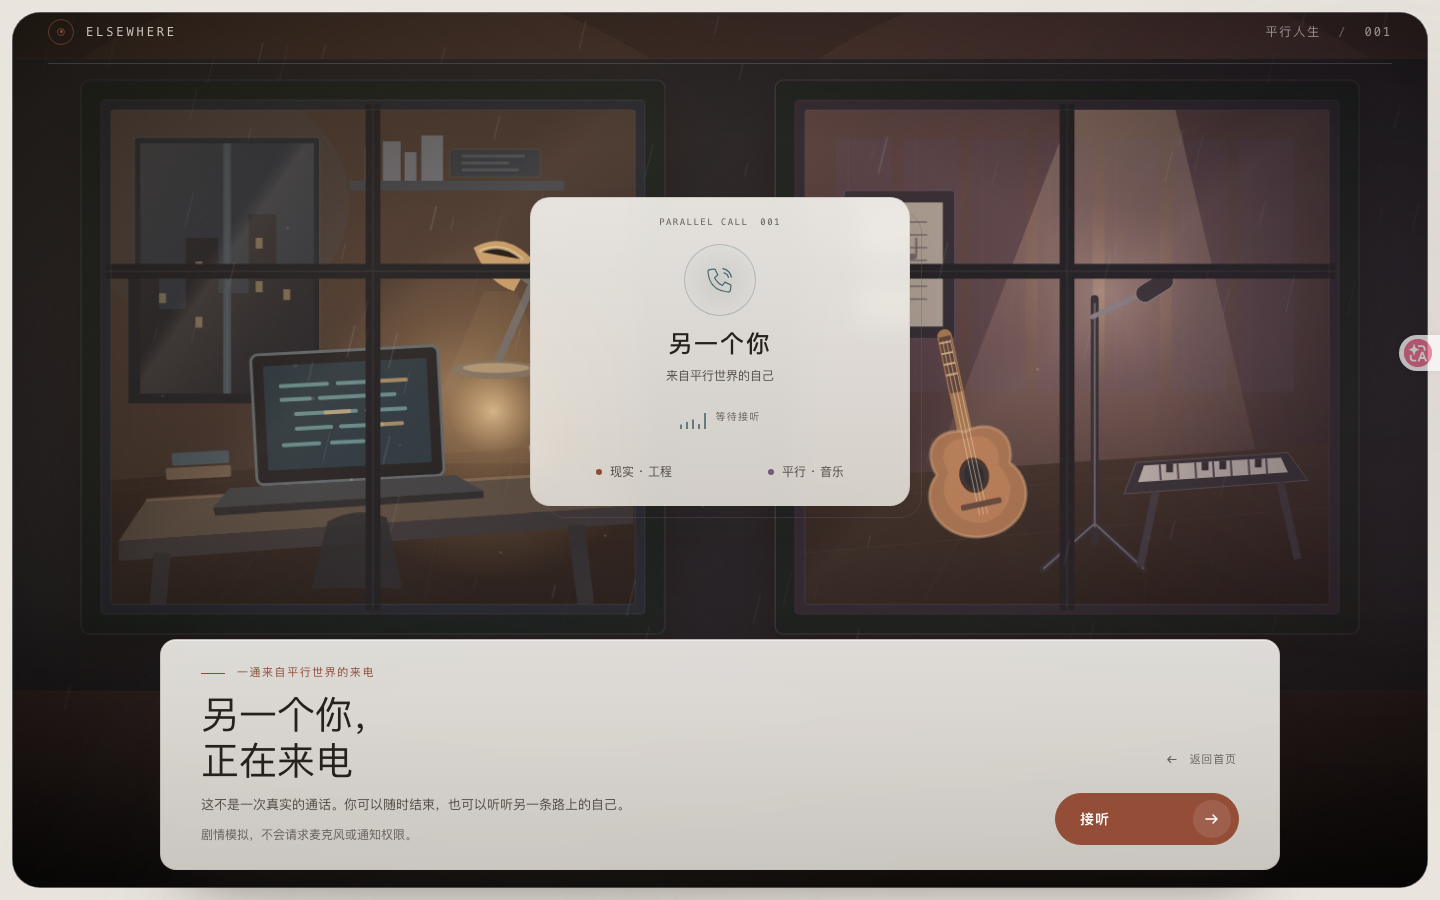 ELSEWHERE
平行人生 / 001
PARALLEL CALL 001
另一个你
来自平行世界的自己
等待接听
现实 · 工程
平行 · 音乐
一通来自平行世界的来电
另一个你，
正在来电
这不是一次真实的通话。你可以随时结束，也可以听听另一条路上的自己。
剧情模拟，不会请求麦克风或通知权限。
← 返回首页
接听 →